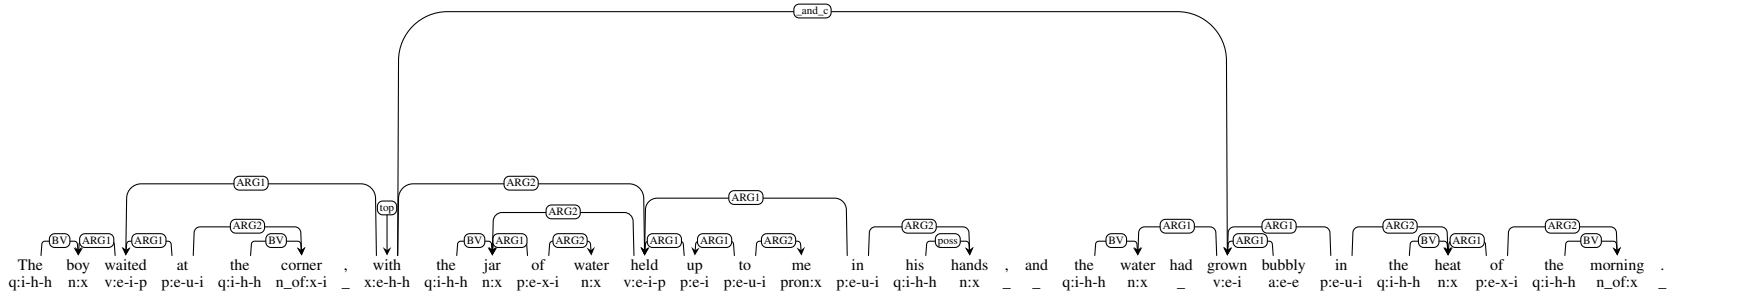 _and_c
ARG1 ARG2
ARG1
top
ARG2
ARG2 ARG2 ARG1 ARG1 ARG2 ARG2
BV ARG1 ARG1 BV BV ARG1 ARG2 ARG1 ARG1 ARG2 poss BV ARG1 BV ARG1 BV
The boy waited at the corner , with the jar of water held up to me in his hands , and the water had grown bubbly in the heat of the morning .
q:i-h-h n:x v:e-i-p p:e-u-i q:i-h-h n_of:x-i _ x:e-h-h q:i-h-h n:x p:e-x-i n:x v:e-i-p p:e-i p:e-u-i pron:x p:e-u-i q:i-h-h n:x _ _ q:i-h-h n:x _ v:e-i a:e-e p:e-u-i q:i-h-h n:x p:e-x-i q:i-h-h n_of:x _